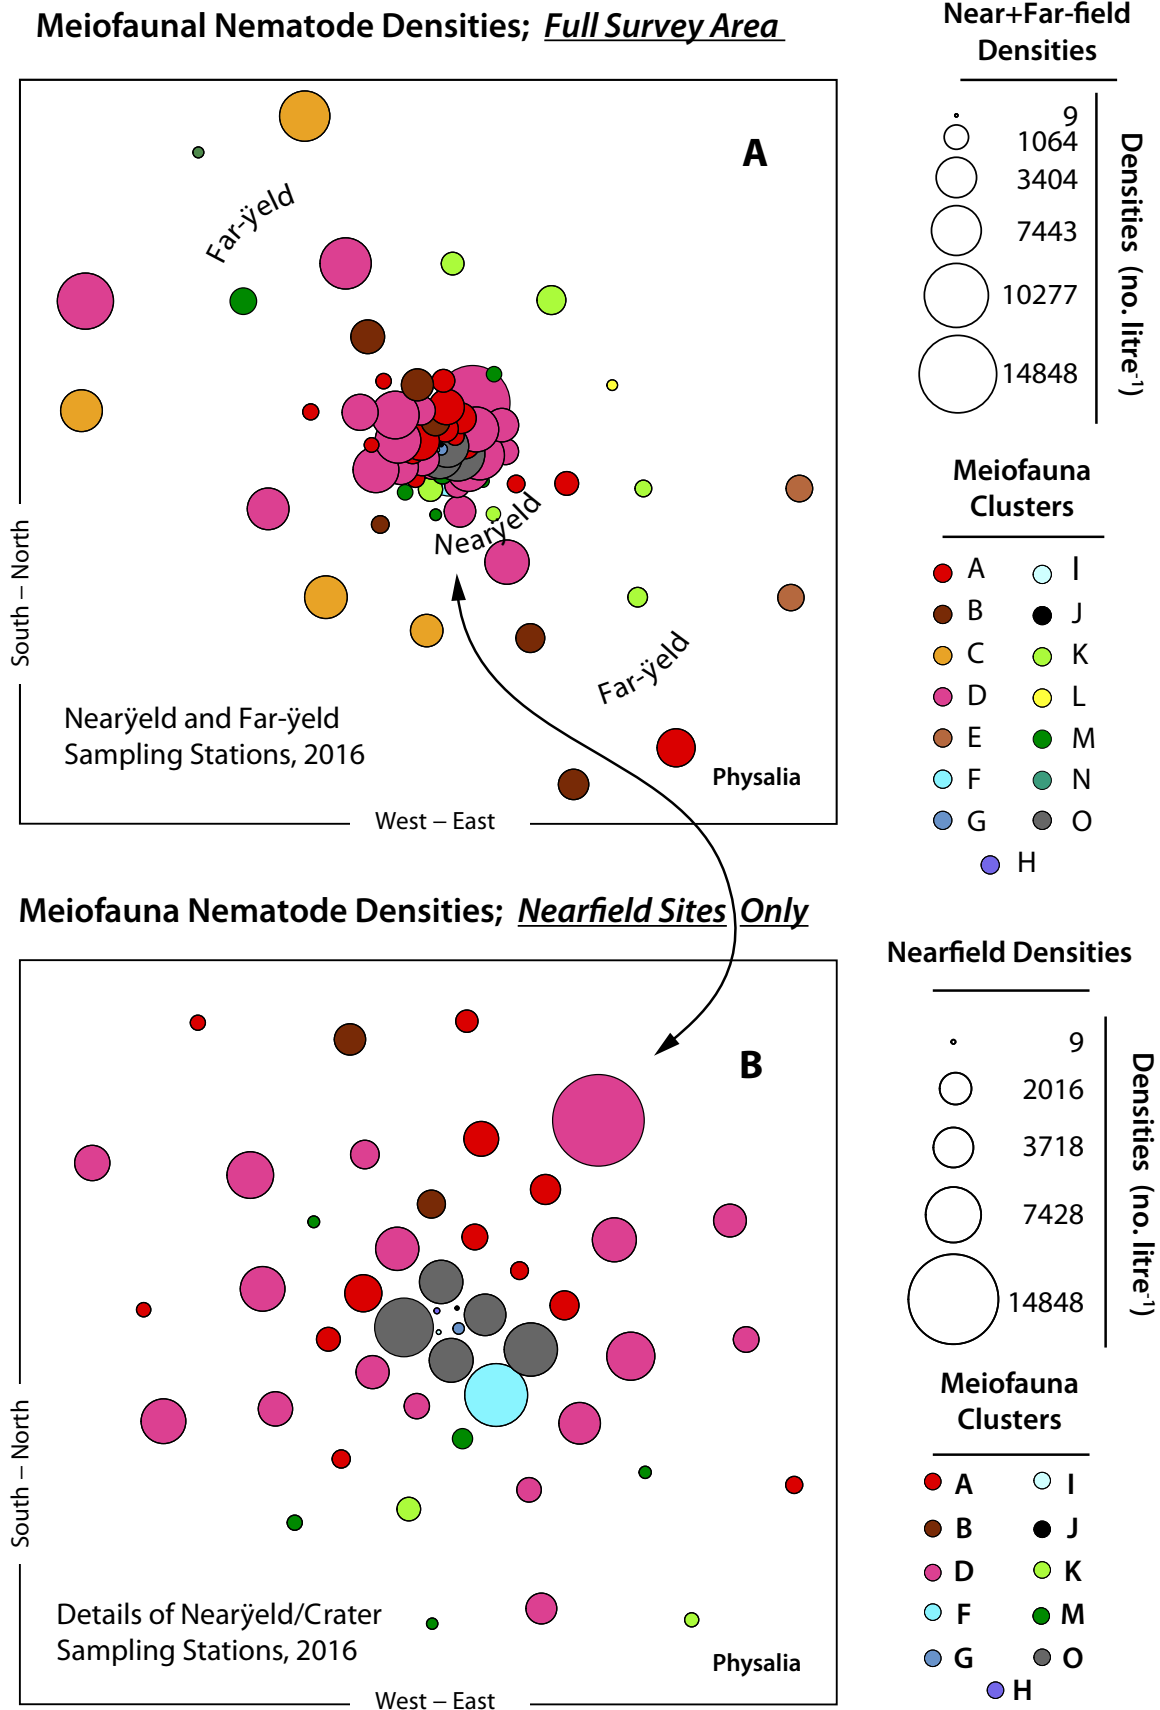 Meiofaunal Nematode Densities; Full Survey Area
A
Far-ÿeld
Nearÿeld
Far-ÿeld
Nearÿeld and Far-ÿeld
Sampling Stations, 2016
Physalia
South – North
West – East
Near+Far-field
Densities
9
1064
3404
7443
10277
14848
Densities (no. litre⁻¹)
Meiofauna
Clusters
A
B
C
D
E
F
G
H
I
J
K
L
M
N
O
Meiofauna Nematode Densities; Nearfield Sites Only
B
Details of Nearÿeld/Crater
Sampling Stations, 2016
Physalia
South – North
West – East
Nearfield Densities
9
2016
3718
7428
14848
Densities (no. litre⁻¹)
Meiofauna
Clusters
A
B
D
F
G
H
I
J
K
M
O